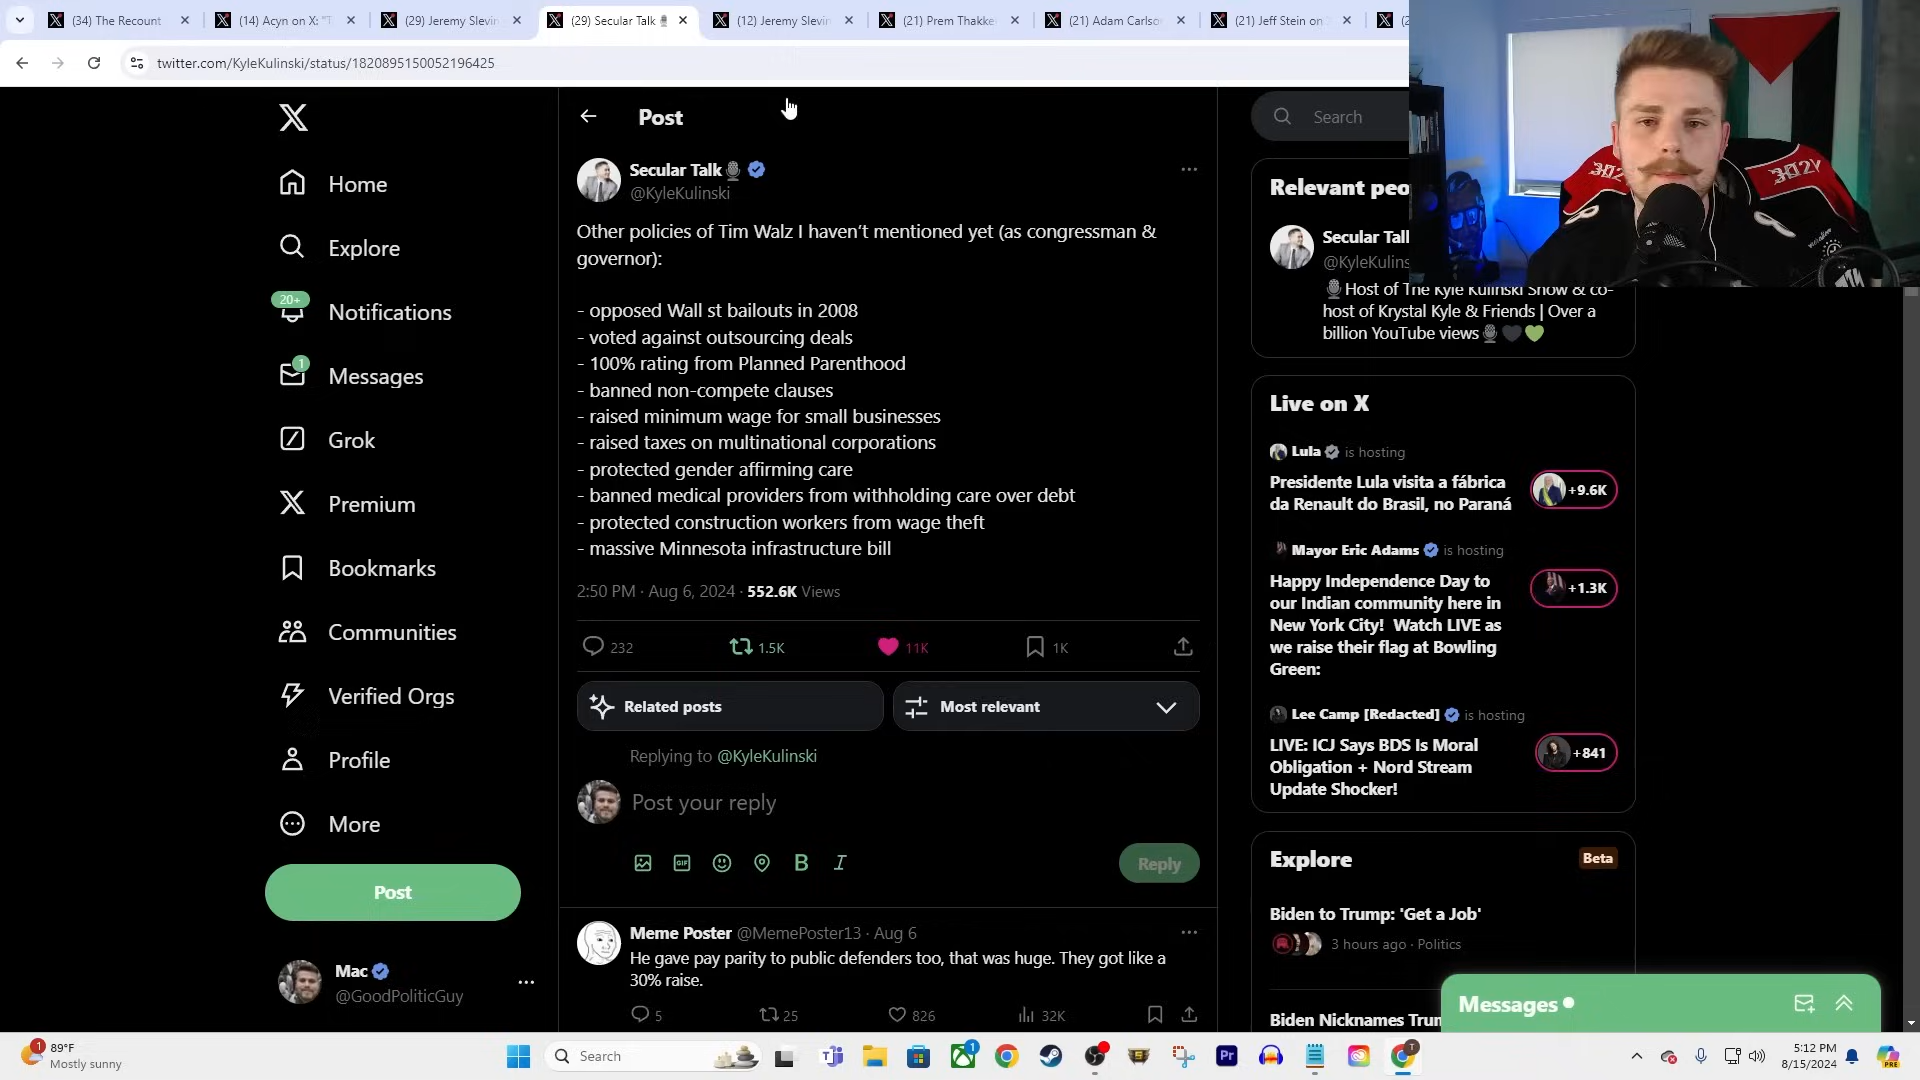 (34) The Recount
(14) Acyn on X: "T
(29) Jeremy Slevin
(29) Secular Talk
(12) Jeremy Slevin
(21) Prem Thakke
(21) Adam Carlso
(21) Jeff Stein on
twitter.com/KyleKulinski/status/1820895150052196425
Home
Explore
20+
Notifications
1
Messages
Grok
Premium
Bookmarks
Communities
Verified Orgs
Profile
More
Post
Mac
@GoodPoliticGuy
Post
Secular Talk
@KyleKulinski
Other policies of Tim Walz I haven’t mentioned yet (as congressman &
governor):
- opposed Wall st bailouts in 2008
- voted against outsourcing deals
- 100% rating from Planned Parenthood
- banned non-compete clauses
- raised minimum wage for small businesses
- raised taxes on multinational corporations
- protected gender affirming care
- banned medical providers from withholding care over debt
- protected construction workers from wage theft
- massive Minnesota infrastructure bill
2:50 PM · Aug 6, 2024 · 552.6K Views
232 1.5K 11K 1K
Related posts
Most relevant
Replying to @KyleKulinski
Post your reply
GIF B I
Reply
Meme Poster @MemePoster13 · Aug 6
He gave pay parity to public defenders too, that was huge. They got like a
30% raise.
5 25 826 32K
Search
Relevant peo
Secular Tall
@KyleKulins
Host of The Kyle Kulinski Show & co-
host of Krystal Kyle & Friends | Over a
billion YouTube views
Live on X
Lula is hosting
Presidente Lula visita a fábrica
da Renault do Brasil, no Paraná
+9.6K
Mayor Eric Adams is hosting
Happy Independence Day to
our Indian community here in
New York City! Watch LIVE as
we raise their flag at Bowling
Green:
+1.3K
Lee Camp [Redacted] is hosting
LIVE: ICJ Says BDS Is Moral
Obligation + Nord Stream
Update Shocker!
+841
Explore
Beta
Biden to Trump: 'Get a Job'
3 hours ago · Politics
Biden Nicknames Trum
Messages
1
89°F
Mostly sunny
Search
1
Pr
T
5:12 PM
8/15/2024
PRE